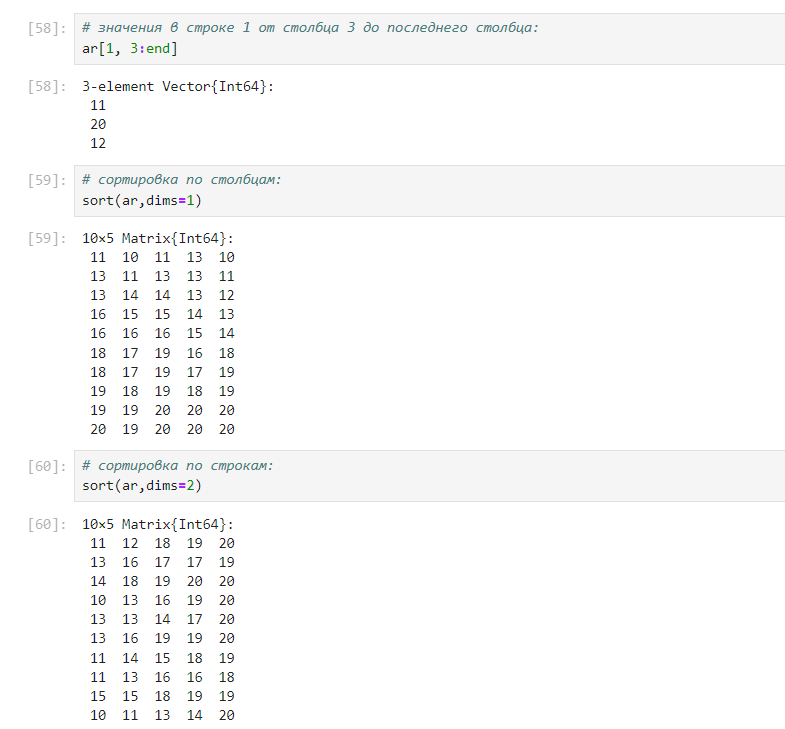 [58]: # значения в строке 1 от столбца 3 до последнего столбца:
ar[1, 3:end]
[58]: 3-element Vector{Int64}:
11
20
12
[59]: # сортировка по столбцам:
sort(ar,dims=1)
[59]: 10×5 Matrix{Int64}:
11 10 11 13 10
13 11 13 13 11
13 14 14 13 12
16 15 15 14 13
16 16 16 15 14
18 17 19 16 18
18 17 19 17 19
19 18 19 18 19
19 19 20 20 20
20 19 20 20 20
[60]: # сортировка по строкам:
sort(ar,dims=2)
[60]: 10×5 Matrix{Int64}:
11 12 18 19 20
13 16 17 17 19
14 18 19 20 20
10 13 16 19 20
13 13 14 17 20
13 16 19 19 20
11 14 15 18 19
11 13 16 16 18
15 15 18 19 19
10 11 13 14 20